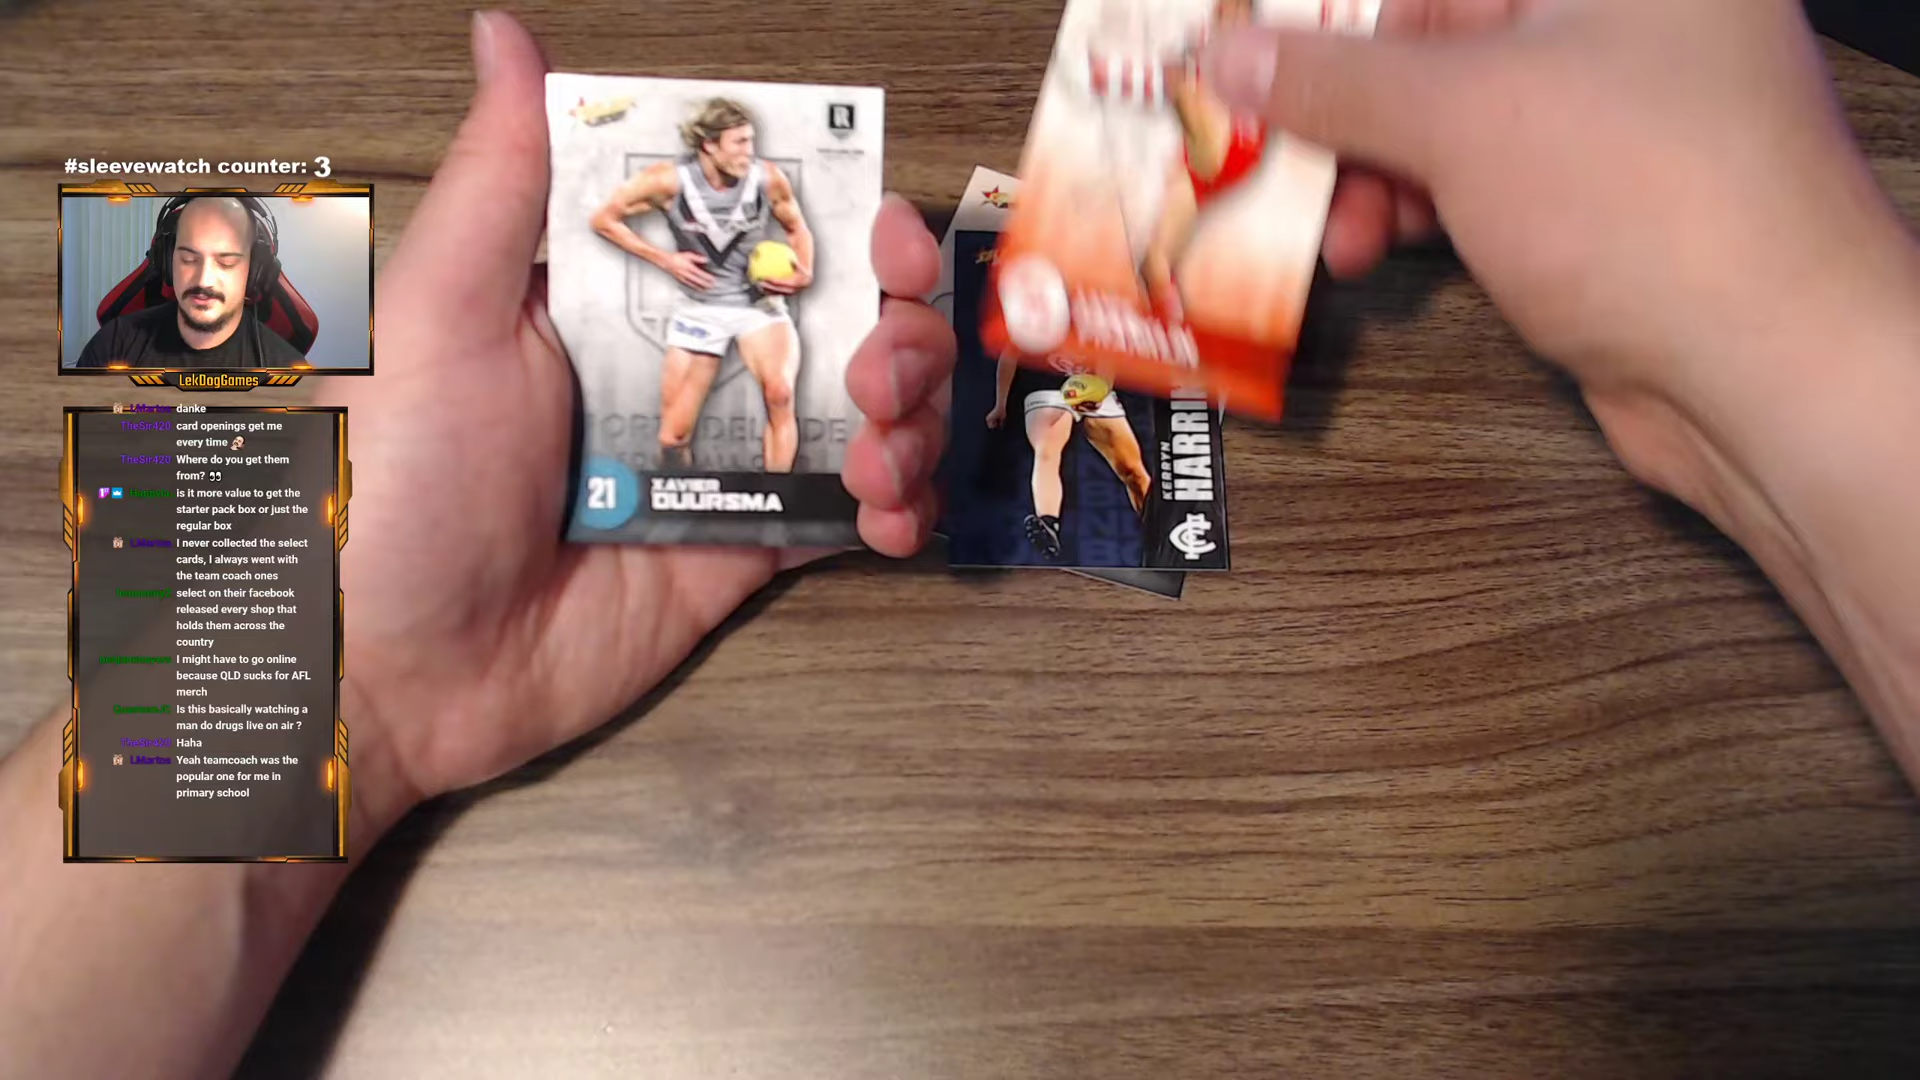 #sleevewatch counter: 3
LekDogGames
danke
TheSir420 card openings get me
every time
TheSir420 Where do you get them
from?
is it more value to get the
starter pack box or just the
regular box
I never collected the select
cards, I always went with
the team coach ones
select on their facebook
released every shop that
holds them across the
country
I might have to go online
because QLD sucks for AFL
merch
Is this basically watching a
man do drugs live on air ?
Haha
Yeah teamcoach was the
popular one for me in
primary school
21
XAVIER
DUURSMA
KERRYN